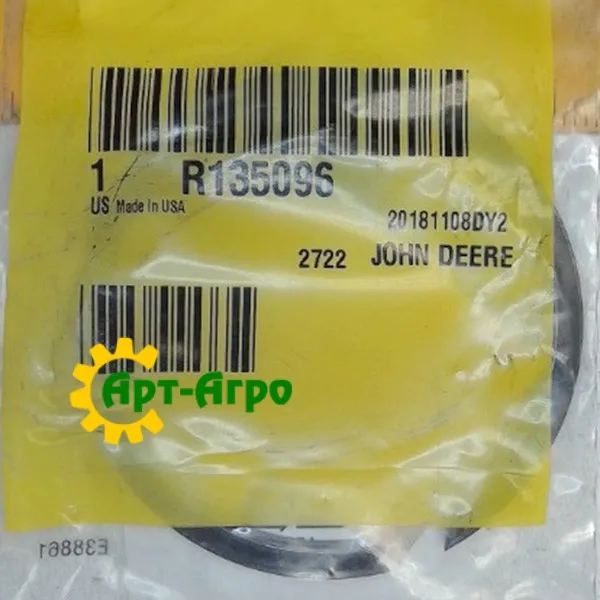 1 R135096
US Made In USA
20181108DY2
2722 JOHN DEERE
Арт-Агро
E38861